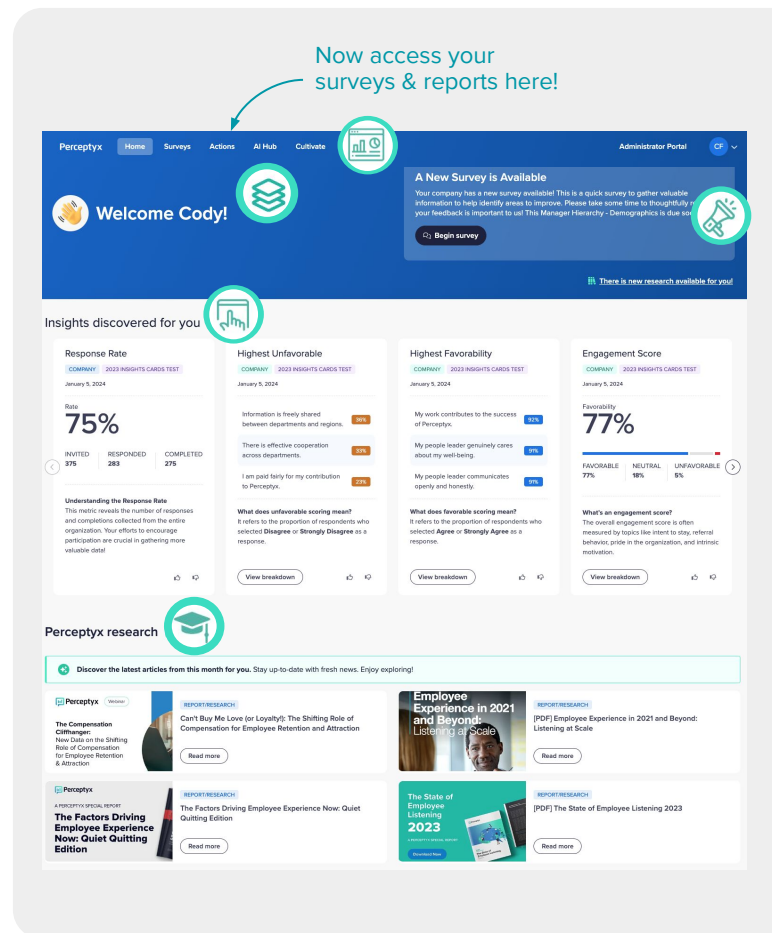 Now access your
surveys & reports here!
Perceptyx
Home
Surveys
Actions
AI Hub
Cultivate
Administrator Portal
CF
Welcome Cody!
A New Survey is Available
Your company has a new survey available! This is a quick survey to gather valuable
information to help identify areas to improve. Please take some time to thoughtfully
your feedback is important to us! This Manager Hierarchy - Demographics is due
Begin survey
There is new research available for you!
Insights discovered for you
Response Rate
COMPANY 2023 INSIGHTS CARDS TEST
January 5, 2024
Rate
75%
INVITED RESPONDED COMPLETED
375 283 275
Understanding the Response Rate
This metric reveals the number of responses
and completions collected from the entire
organization. Your efforts to encourage
participation are crucial in gathering more
valuable data!
Highest Unfavorable
COMPANY 2023 INSIGHTS CARDS TEST
January 5, 2024
Information is freely shared
between departments and regions. 36%
There is effective cooperation
across departments. 33%
I am paid fairly for my contribution
to Perceptyx. 23%
What does unfavorable scoring mean?
It refers to the proportion of respondents who
selected Disagree or Strongly Disagree as a
response.
View breakdown
Highest Favorability
COMPANY 2023 INSIGHTS CARDS TEST
January 5, 2024
My work contributes to the success
of Perceptyx. 92%
My people leader genuinely cares
about my well-being. 91%
My people leader communicates
openly and honestly. 91%
What does favorable scoring mean?
It refers to the proportion of respondents who
selected Agree or Strongly Agree as a
response.
View breakdown
Engagement Score
COMPANY 2023 INSIGHTS CARDS TEST
January 5, 2024
Favorability
77%
FAVORABLE NEUTRAL UNFAVORABLE
77% 18% 5%
What's an engagement score?
The overall engagement score is often
measured by topics like intent to stay, referral
behavior, pride in the organization, and intrinsic
motivation.
View breakdown
Perceptyx research
Discover the latest articles from this month for you. Stay up-to-date with fresh news. Enjoy exploring!
Perceptyx Webinar
The Compensation
Cliffhanger:
New Data on the Shifting
Role of Compensation
for Employee Retention
& Attraction
REPORT/RESEARCH
Can't Buy Me Love (or Loyalty!): The Shifting Role of
Compensation for Employee Retention and Attraction
Read more
Employee
Experience in 2021
and Beyond:
Listening at Scale
REPORT/RESEARCH
[PDF] Employee Experience in 2021 and Beyond:
Listening at Scale
Read more
Perceptyx
A PERCEPTYX SPECIAL REPORT
The Factors Driving
Employee Experience
Now: Quiet Quitting
Edition
REPORT/RESEARCH
The Factors Driving Employee Experience Now: Quiet
Quitting Edition
Read more
The State of
Employee
Listening
2023
A PERCEPTYX SPECIAL REPORT
Download Now
REPORT/RESEARCH
[PDF] The State of Employee Listening 2023
Read more